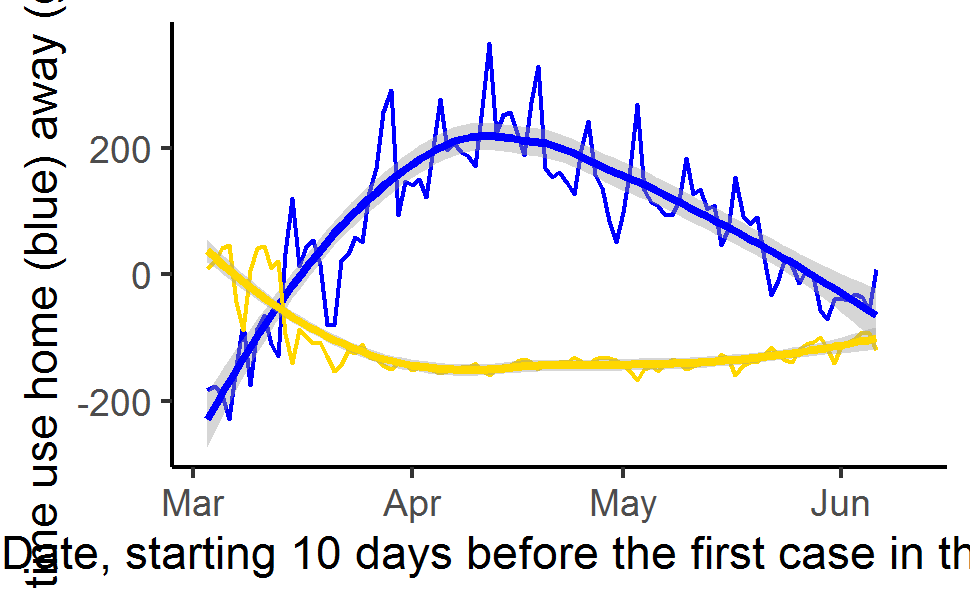 time use home (blue) away (
200
0
-200
Mar Apr May Jun
Date, starting 10 days before the first case in th